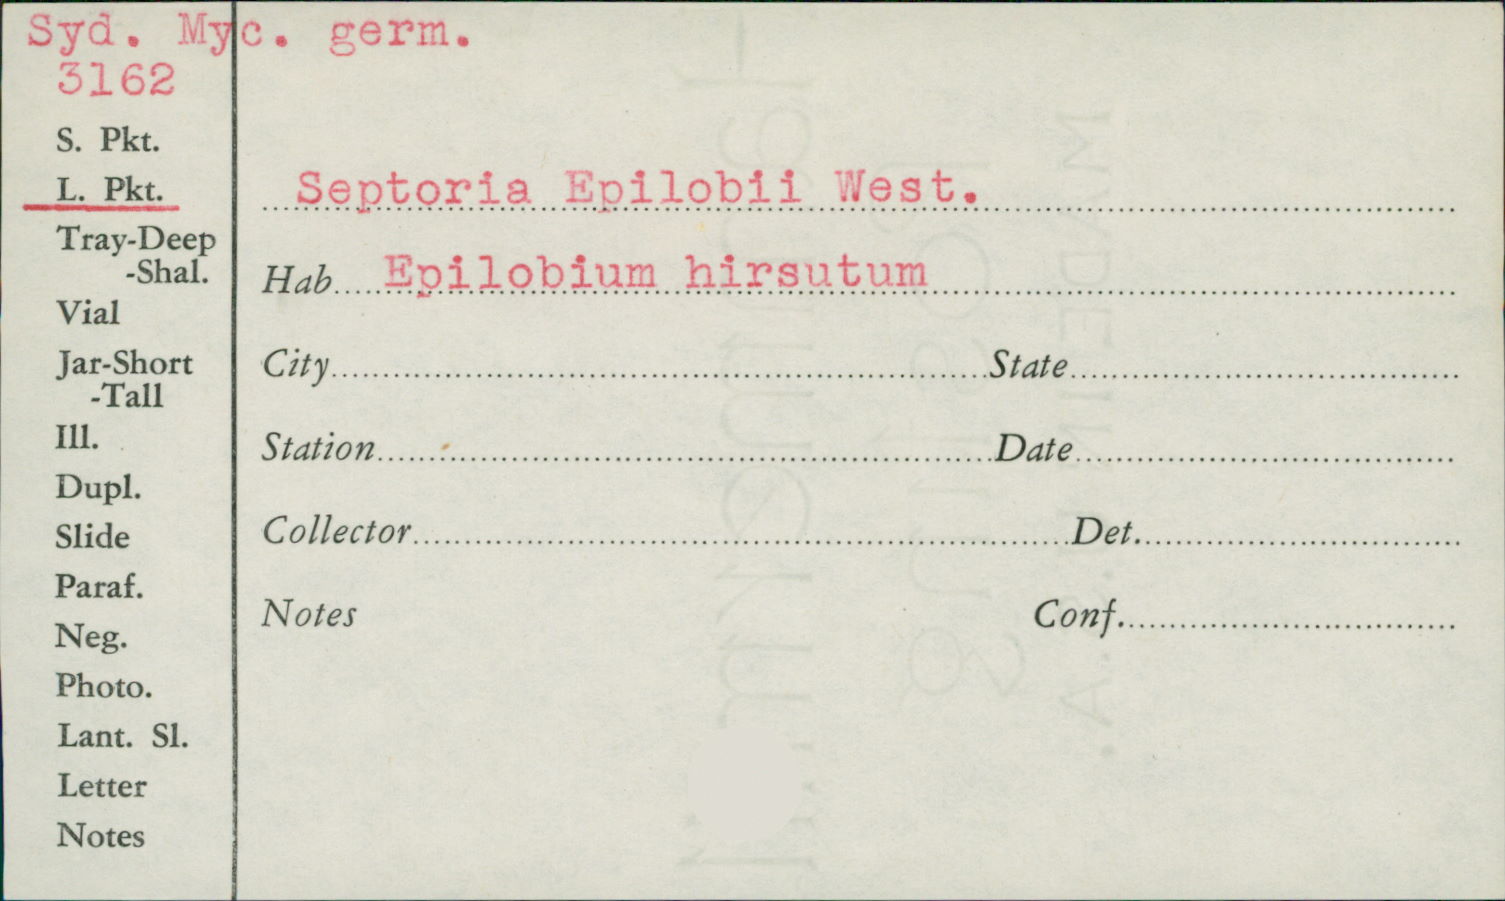 Syd. Myc. germ.
3162
S. Pkt.
L. Pkt.
Tray-Deep
-Shal.
Vial
Jar-Short
-Tall
Ill.
Dupl.
Slide
Paraf.
Neg.
Photo.
Lant. Sl.
Letter
Notes
Septoria Epilobii West.
Hab. Epilobium hirsutum
City State
Station Date
Collector Det.
Notes Conf.